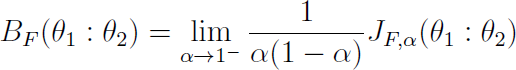 B_F(θ_1 : θ_2) = lim_{α→1^-} \frac{1}{α(1 − α)} J_{F,α}(θ_1 : θ_2)